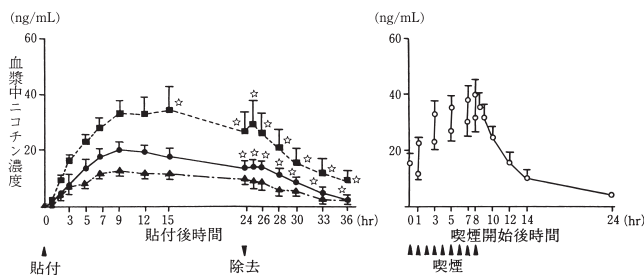 (ng/mL)
60
40
20
血漿中ニコチン濃度
0 3 5 7 9 12 15 24 26 28 30 33 36 (hr)
貼付後時間
貼付
除去
(ng/mL)
60
40
20
0 1 3 5 7 8 10 12 14 24 (hr)
喫煙開始後時間
喫煙